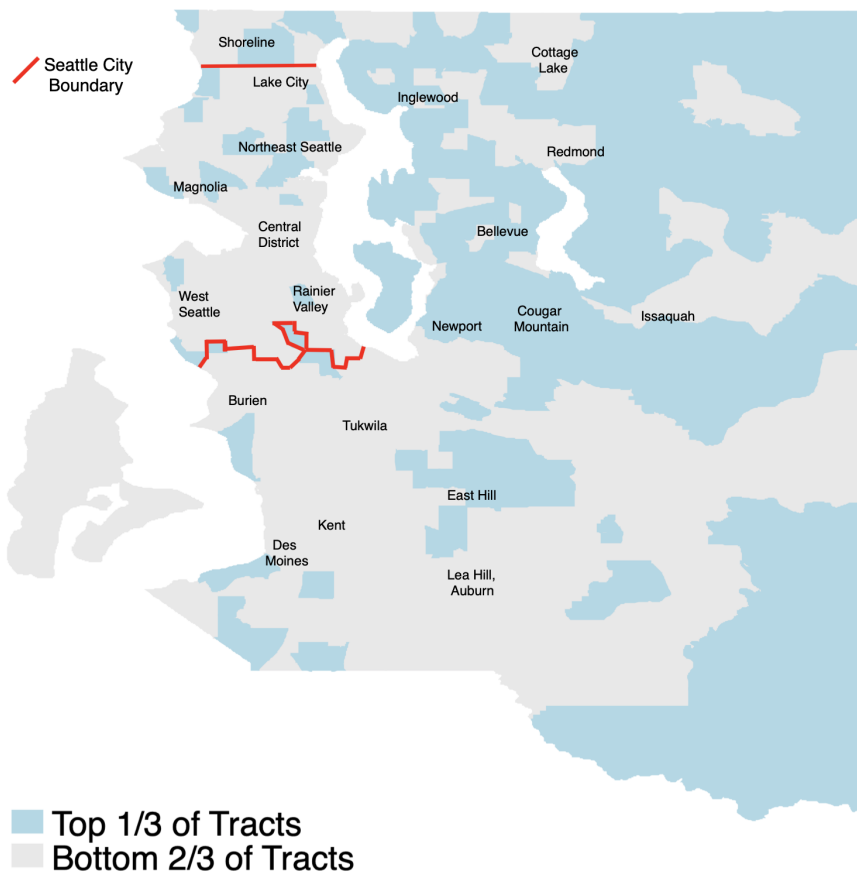 Shoreline
Seattle City
Boundary
Cottage
Lake
Lake City
Inglewood
Northeast Seattle
Redmond
Magnolia
Central
District
Bellevue
West
Seattle
Rainier
Valley
Newport
Cougar
Mountain
Issaquah
Burien
Tukwila
East Hill
Kent
Des
Moines
Lea Hill,
Auburn
Top 1/3 of Tracts
Bottom 2/3 of Tracts